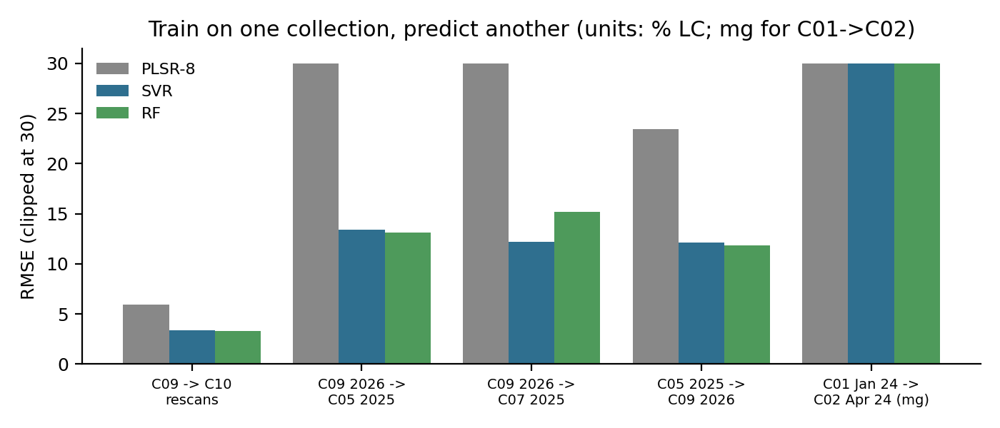 Train on one collection, predict another (units: % LC; mg for C01->C02)
RMSE (clipped at 30)
30
25
20
15
10
5
0
PLSR-8
SVR
RF
C09 -> C10
rescans
C09 2026 ->
C05 2025
C09 2026 ->
C07 2025
C05 2025 ->
C09 2026
C01 Jan 24 ->
C02 Apr 24 (mg)